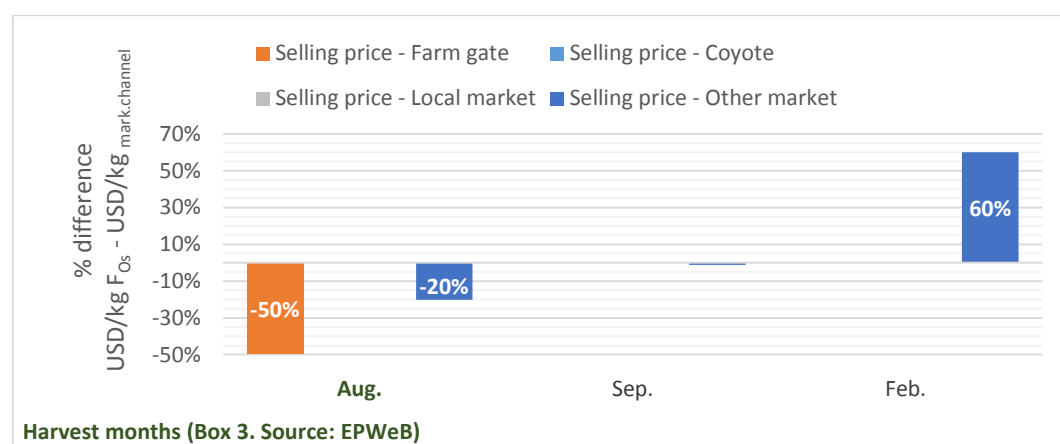 Selling price - Farm gate Selling price - Coyote
Selling price - Local market Selling price - Other market
% difference
USD/kg FOs - USD/kg mark.channel
70%
50%
30%
10%
-10%
-30%
-50%
-50%
-20%
60%
Aug. Sep. Feb.
Harvest months (Box 3. Source: EPWeB)